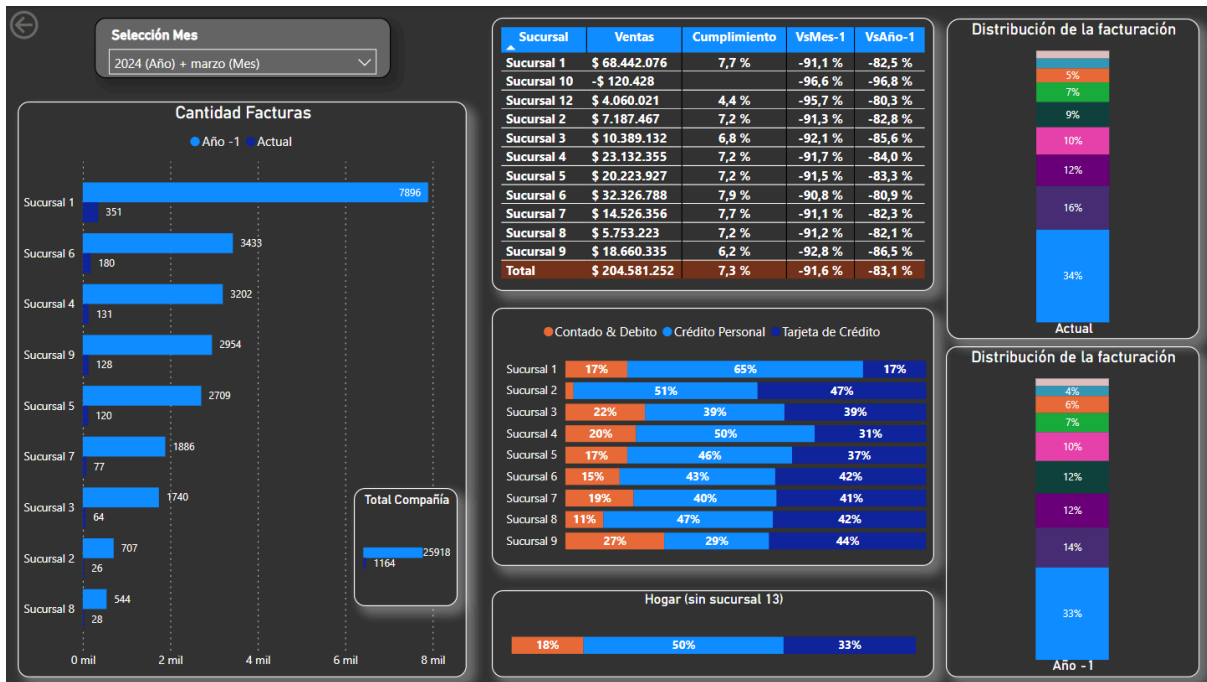 Selección Mes
2024 (Año) + marzo (Mes)
Cantidad Facturas
Año -1 Actual
Sucursal 1 7896
351
Sucursal 6 3433
180
Sucursal 4 3202
131
Sucursal 9 2954
128
Sucursal 5 2709
120
Sucursal 7 1886
77
Sucursal 3 1740
64
Sucursal 2 707
26
Sucursal 8 544
28
0 mil 2 mil 4 mil 6 mil 8 mil
Total Compañía
25918
1164
Sucursal Ventas Cumplimiento VsMes-1 VsAño-1
Sucursal 1 $ 68.442.076 7,7 % -91,1 % -82,5 %
Sucursal 10 -$ 120.428 -96,6 % -96,8 %
Sucursal 12 $ 4.060.021 4,4 % -95,7 % -80,3 %
Sucursal 2 $ 7.187.467 7,2 % -91,3 % -82,8 %
Sucursal 3 $ 10.389.132 6,8 % -92,1 % -85,6 %
Sucursal 4 $ 23.132.355 7,2 % -91,7 % -84,0 %
Sucursal 5 $ 20.223.927 7,2 % -91,5 % -83,3 %
Sucursal 6 $ 32.326.788 7,9 % -90,8 % -80,9 %
Sucursal 7 $ 14.526.356 7,7 % -91,1 % -82,3 %
Sucursal 8 $ 5.753.223 7,2 % -91,2 % -82,1 %
Sucursal 9 $ 18.660.335 6,2 % -92,8 % -86,5 %
Total $ 204.581.252 7,3 % -91,6 % -83,1 %
Contado & Debito Crédito Personal Tarjeta de Crédito
Sucursal 1 17% 65% 17%
Sucursal 2 51% 47%
Sucursal 3 22% 39% 39%
Sucursal 4 20% 50% 31%
Sucursal 5 17% 46% 37%
Sucursal 6 15% 43% 42%
Sucursal 7 19% 40% 41%
Sucursal 8 11% 47% 42%
Sucursal 9 27% 29% 44%
Hogar (sin sucursal 13)
18% 50% 33%
Distribución de la facturación
5%
7%
9%
10%
12%
16%
34%
Actual
Distribución de la facturación
4%
6%
7%
10%
12%
12%
14%
33%
Año -1